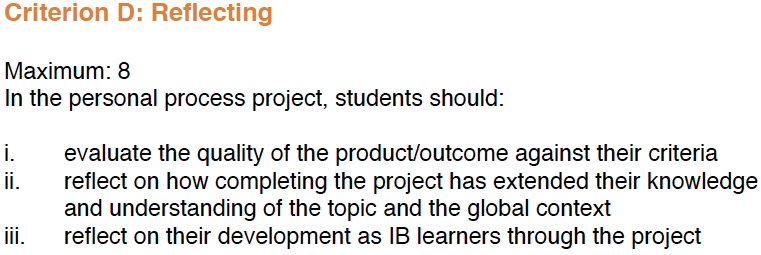 Criterion D: Reflecting
Maximum: 8
In the personal process project, students should:
i. evaluate the quality of the product/outcome against their criteria
ii. reflect on how completing the project has extended their knowledge
and understanding of the topic and the global context
iii. reflect on their development as IB learners through the project